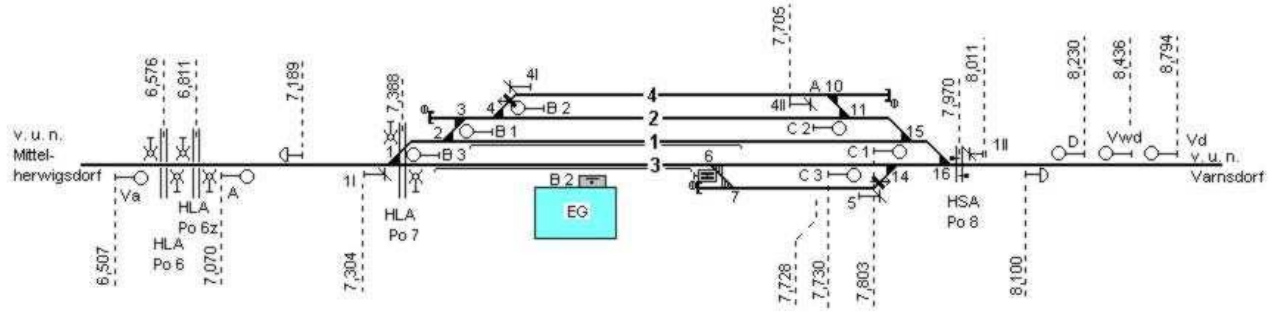 7,705
6,576
6,811
7,189
7,388
8,011
7,970
8,230
8,436
8,794
4I
4
A 10
4II
B 2
4
3
2
11
C 2
B 1
2
1
15
C 1
1II
D
Vwd
Vd
v. u. n.
Mittel-
herwigsdorf
B 3
3
6
C 3
14
16
v. u. n.
Varnsdorf
Va
A
1I
B 2
EG
7
5
HLA
Po 6z
HLA
Po 6
HLA
Po 7
HSA
Po 8
6,507
7,070
7,304
7,728
7,730
7,803
8,100